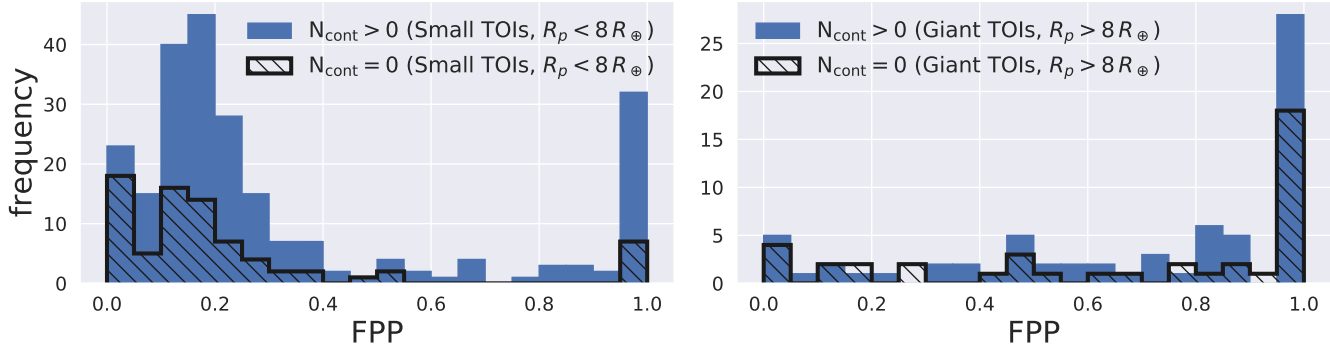 N_cont > 0 (Small TOIs, R_p < 8 R_⊕)
N_cont = 0 (Small TOIs, R_p < 8 R_⊕)
frequency
40
30
20
10
0
0.0 0.2 0.4 0.6 0.8 1.0
FPP
N_cont > 0 (Giant TOIs, R_p > 8 R_⊕)
N_cont = 0 (Giant TOIs, R_p > 8 R_⊕)
25
20
15
10
5
0
0.0 0.2 0.4 0.6 0.8 1.0
FPP